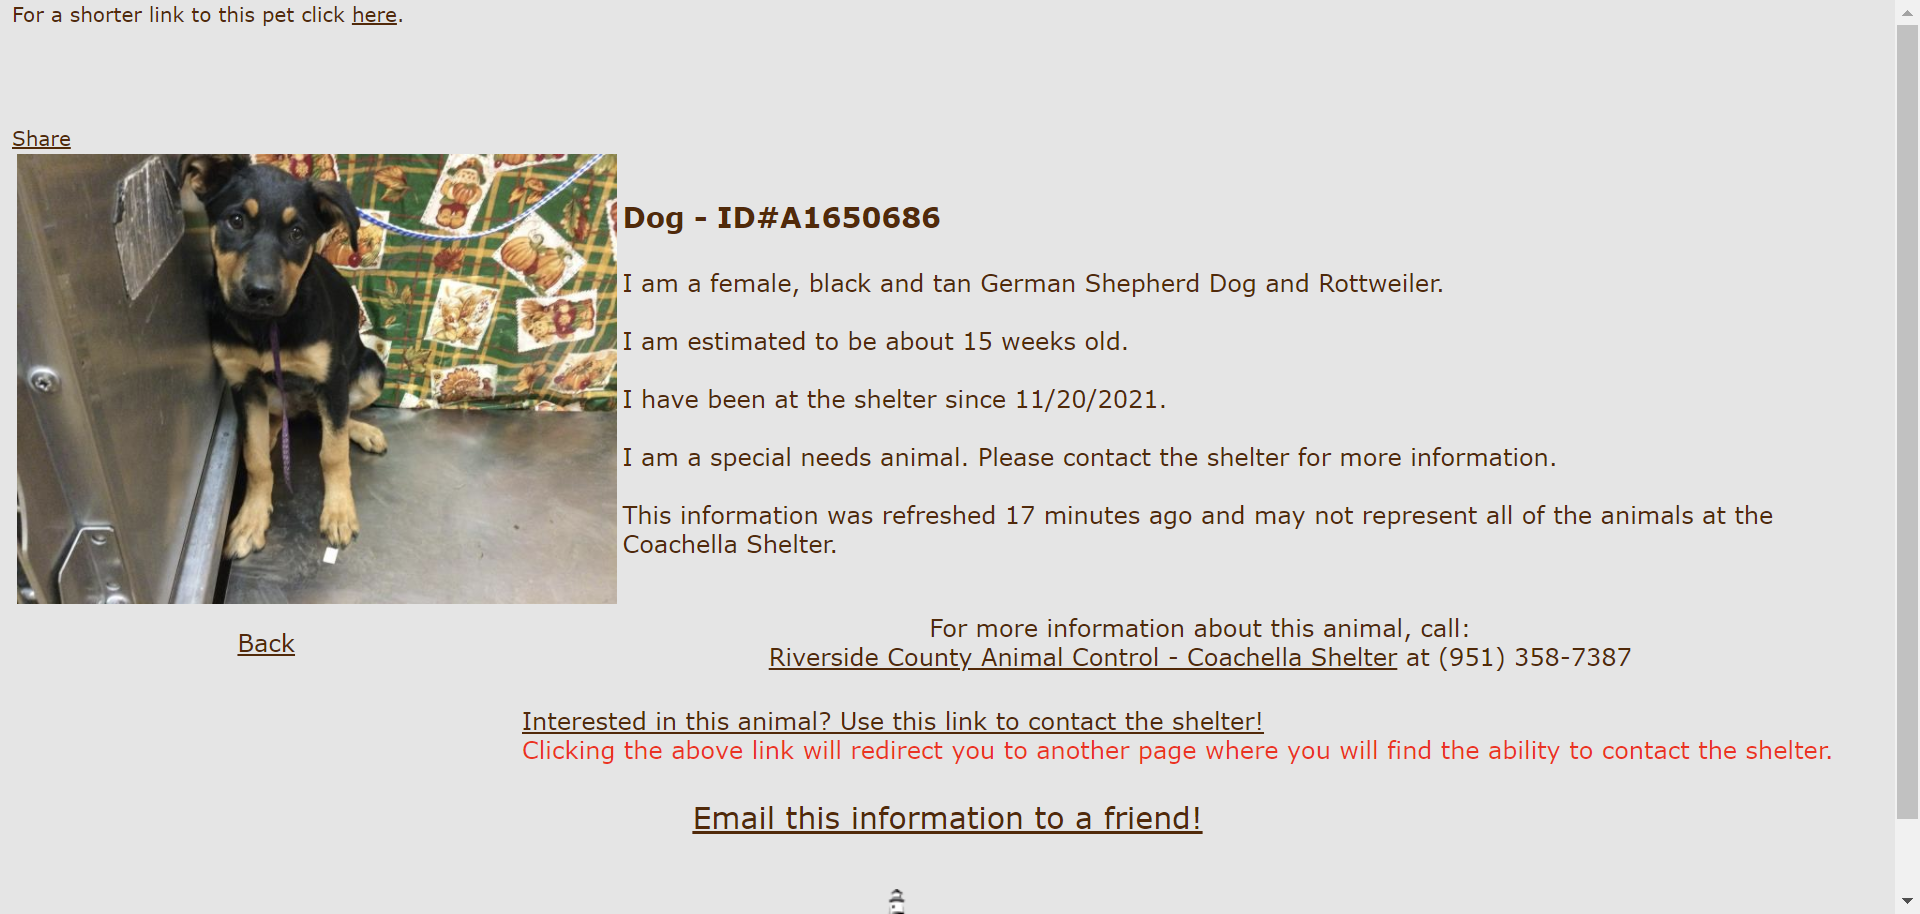 For a shorter link to this pet click here.
Share
Dog - ID#A1650686
I am a female, black and tan German Shepherd Dog and Rottweiler.
I am estimated to be about 15 weeks old.
I have been at the shelter since 11/20/2021.
I am a special needs animal. Please contact the shelter for more information.
This information was refreshed 17 minutes ago and may not represent all of the animals at the
Coachella Shelter.
Back
For more information about this animal, call:
Riverside County Animal Control - Coachella Shelter at (951) 358-7387
Interested in this animal? Use this link to contact the shelter!
Clicking the above link will redirect you to another page where you will find the ability to contact the shelter.
Email this information to a friend!